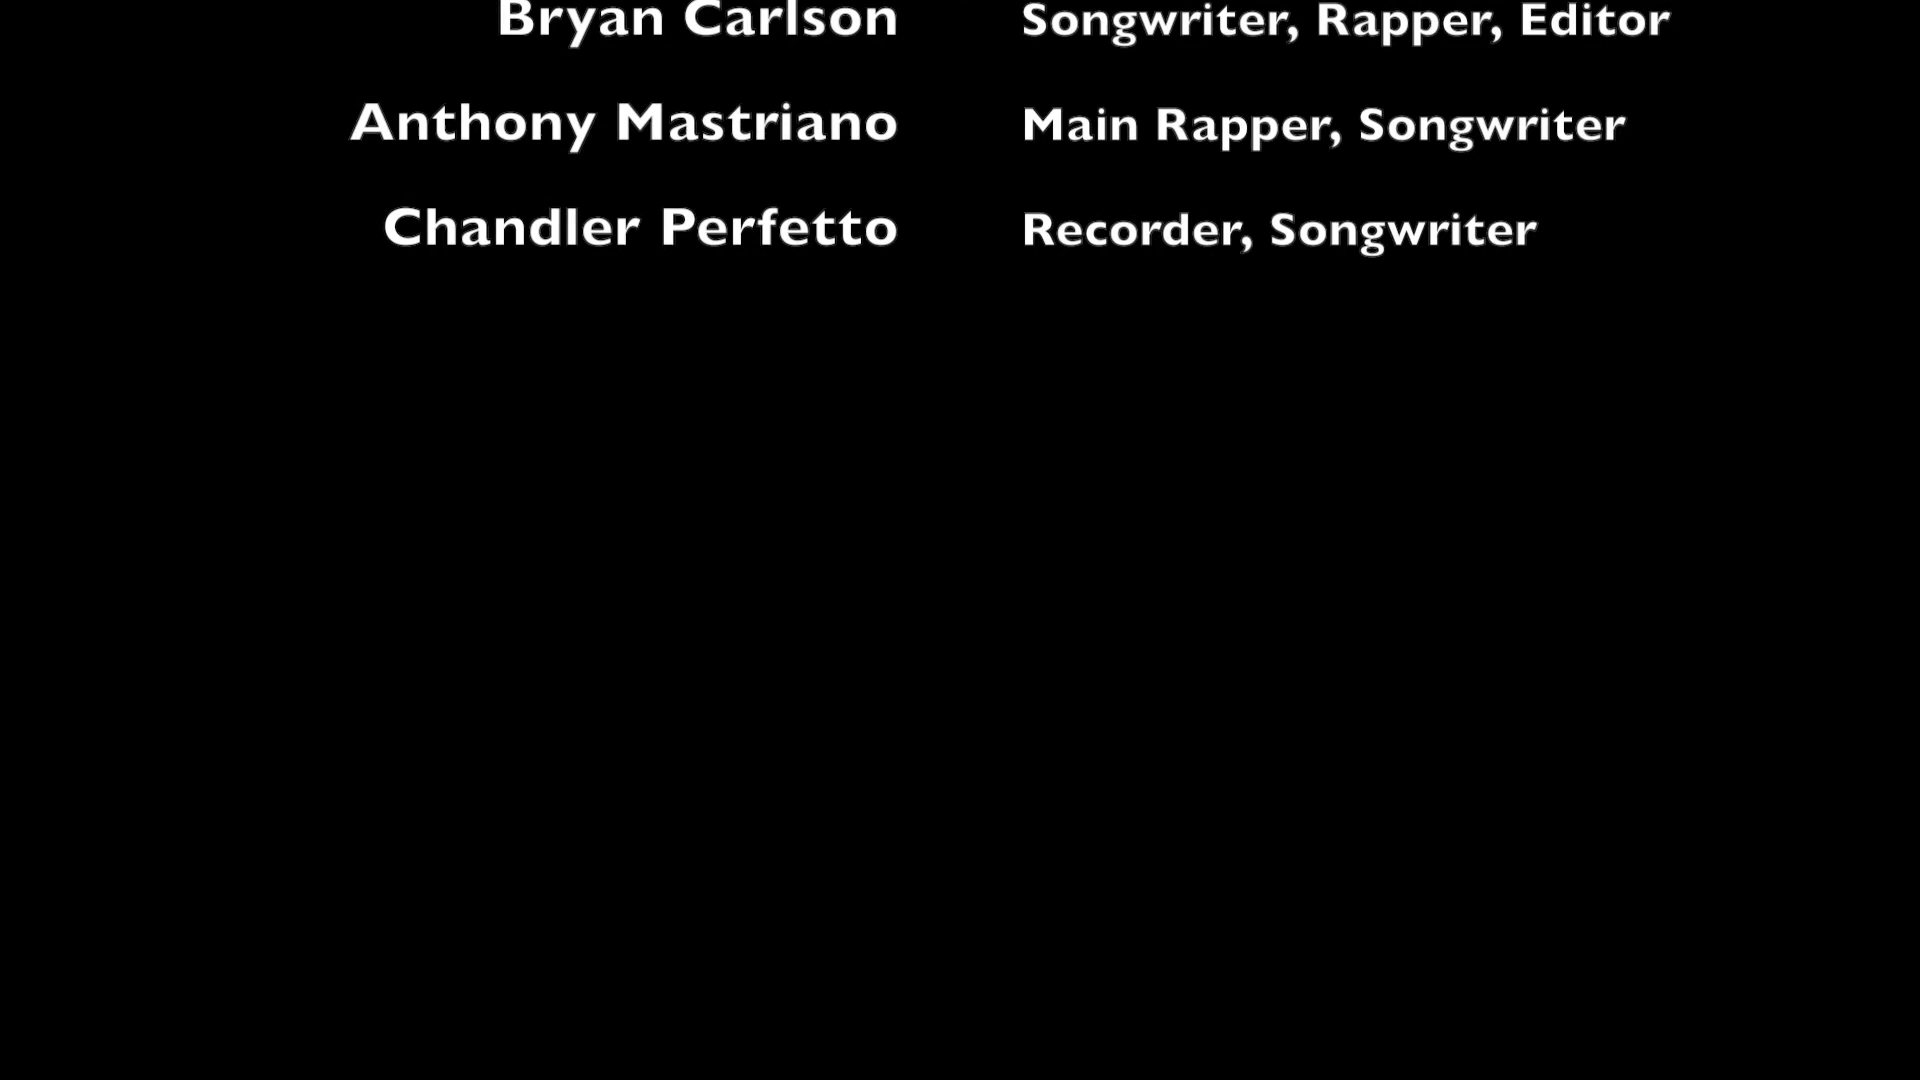 Bryan Carlson Songwriter, Rapper, Editor
Anthony Mastriano Main Rapper, Songwriter
Chandler Perfetto Recorder, Songwriter